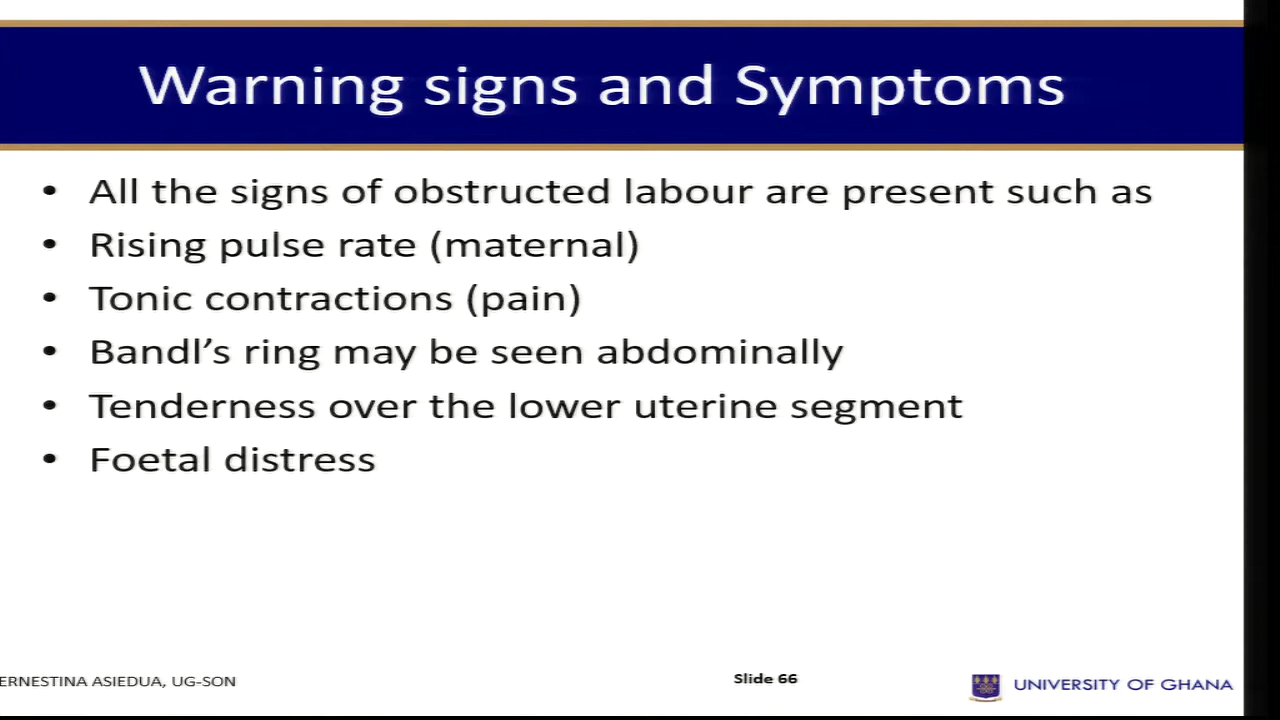 Warning signs and Symptoms
• All the signs of obstructed labour are present such as
• Rising pulse rate (maternal)
• Tonic contractions (pain)
• Bandl’s ring may be seen abdominally
• Tenderness over the lower uterine segment
• Foetal distress
ERNESTINA ASIEDUA, UG-SON
Slide 66
UNIVERSITY OF GHANA